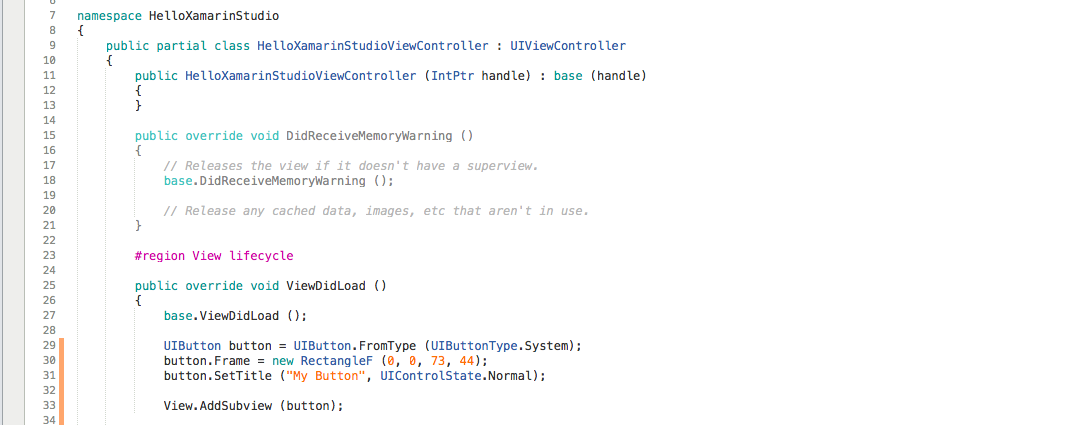 7 namespace HelloXamarinStudio
8 {
9 public partial class HelloXamarinStudioViewController : UIViewController
10 {
11 public HelloXamarinStudioViewController (IntPtr handle) : base (handle)
12 {
13 }
14
15 public override void DidReceiveMemoryWarning ()
16 {
17 // Releases the view if it doesn't have a superview.
18 base.DidReceiveMemoryWarning ();
19
20 // Release any cached data, images, etc that aren't in use.
21 }
22
23 #region View lifecycle
24
25 public override void ViewDidLoad ()
26 {
27 base.ViewDidLoad ();
28
29 UIButton button = UIButton.FromType (UIButtonType.System);
30 button.Frame = new RectangleF (0, 0, 73, 44);
31 button.SetTitle ("My Button", UIControlState.Normal);
32
33 View.AddSubview (button);
34